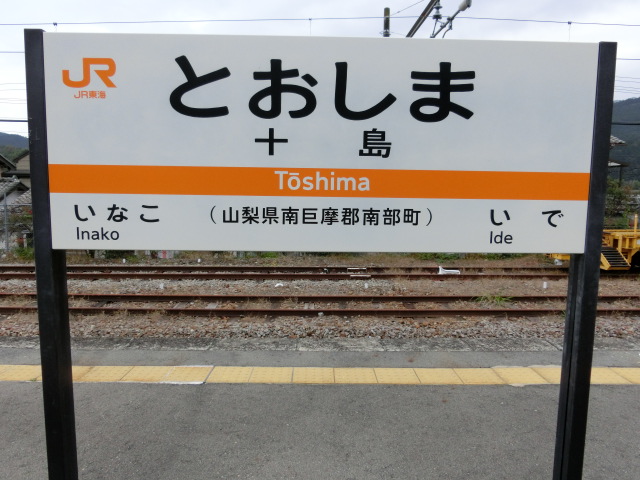 JR
JR東海
とおしま
十島
Tōshima
いなこ
Inako
（山梨県南巨摩郡南部町）
いで
Ide